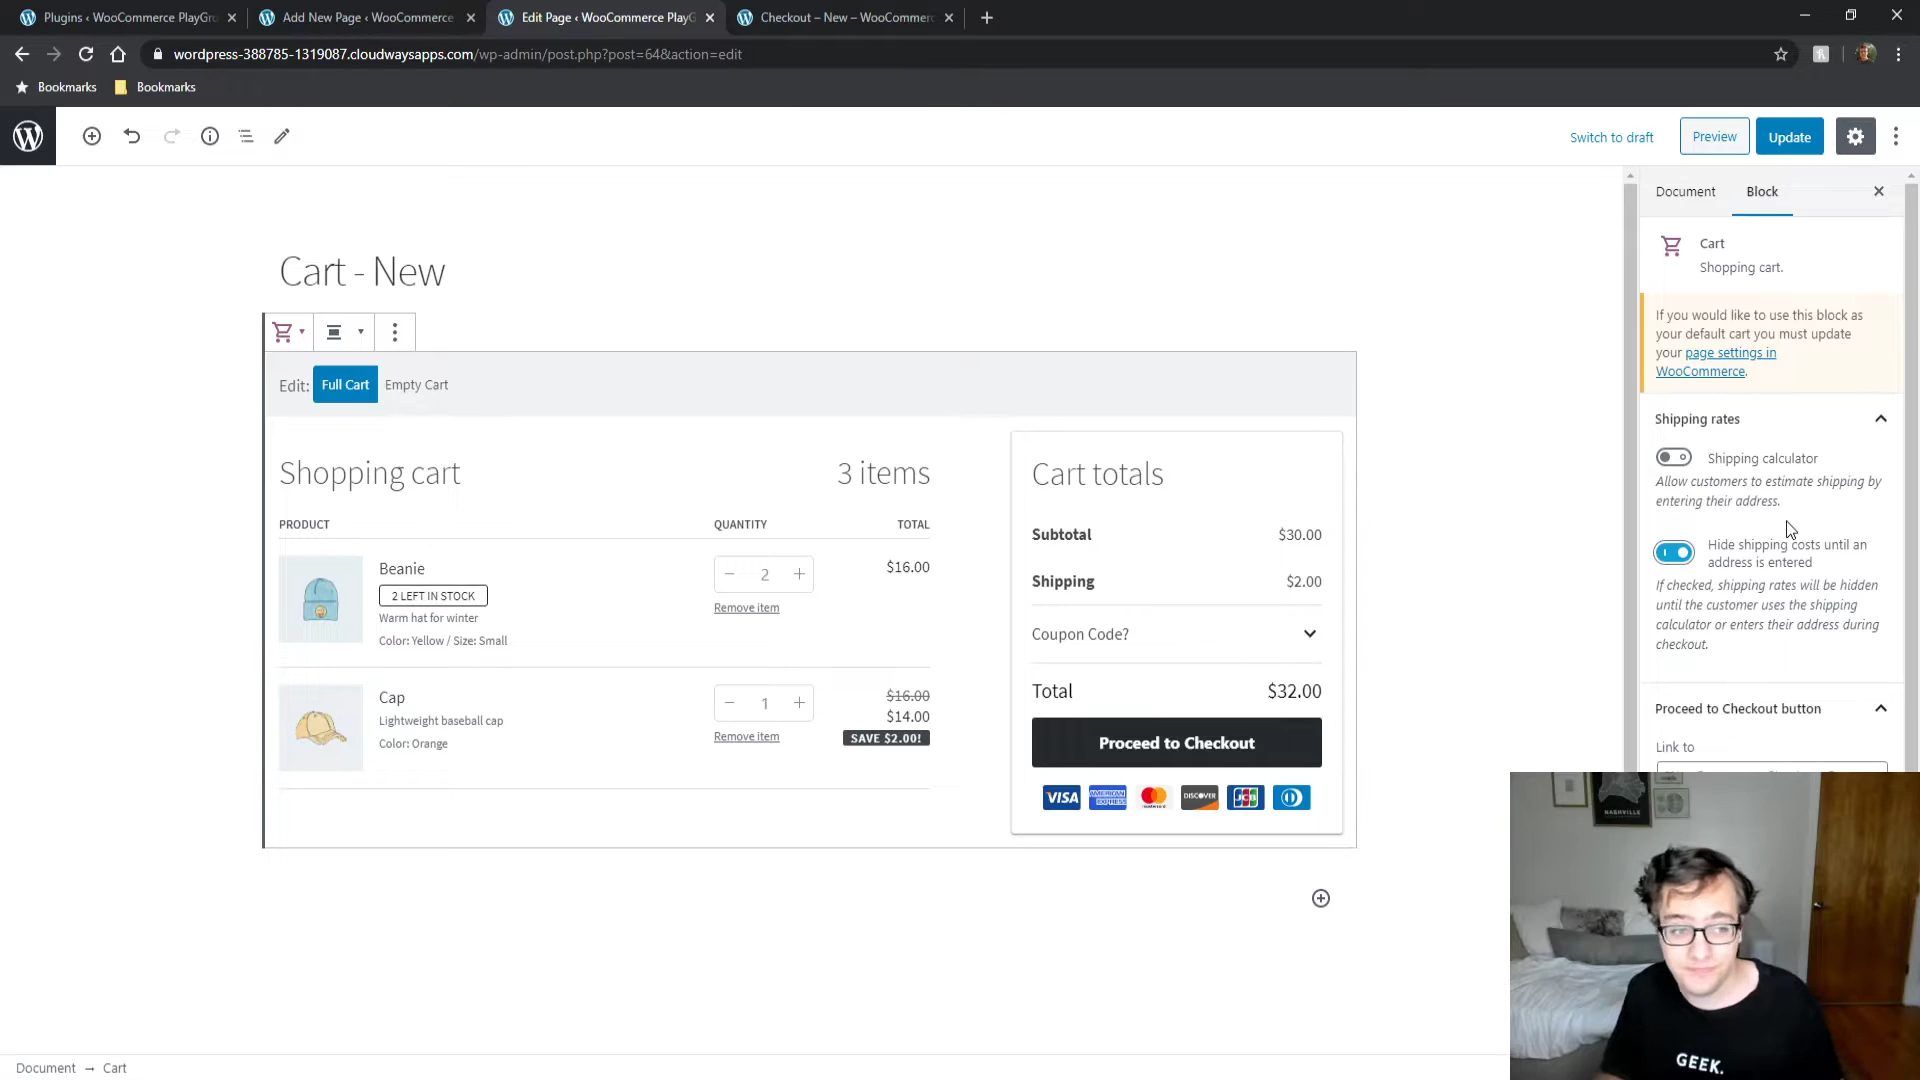 Plugins ‹ WooCommerce PlayGro
Add New Page ‹ WooCommerce
Edit Page ‹ WooCommerce PlayG
Checkout – New – WooCommerc
wordpress-388785-1319087.cloudwaysapps.com/wp-admin/post.php?post=64&action=edit
Bookmarks
Bookmarks
Switch to draft
Preview
Update
Document
Block
Cart
Shopping cart.
If you would like to use this block as
your default cart you must update
your page settings in
WooCommerce.
Shipping rates
Shipping calculator
Allow customers to estimate shipping by
entering their address.
Hide shipping costs until an
address is entered
If checked, shipping rates will be hidden
until the customer uses the shipping
calculator or enters their address during
checkout.
Proceed to Checkout button
Link to
Cart - New
Edit: Full Cart Empty Cart
Shopping cart
3 items
PRODUCT
QUANTITY
TOTAL
Beanie
2 LEFT IN STOCK
Warm hat for winter
Color: Yellow / Size: Small
2
Remove item
$16.00
Cap
Lightweight baseball cap
Color: Orange
1
Remove item
$16.00
$14.00
SAVE $2.00!
Cart totals
Subtotal $30.00
Shipping $2.00
Coupon Code?
Total $32.00
Proceed to Checkout
VISA
AMERICAN EXPRESS
mastercard
DISCOVER
JCB
NASHVILLE
GEEK.
Document → Cart